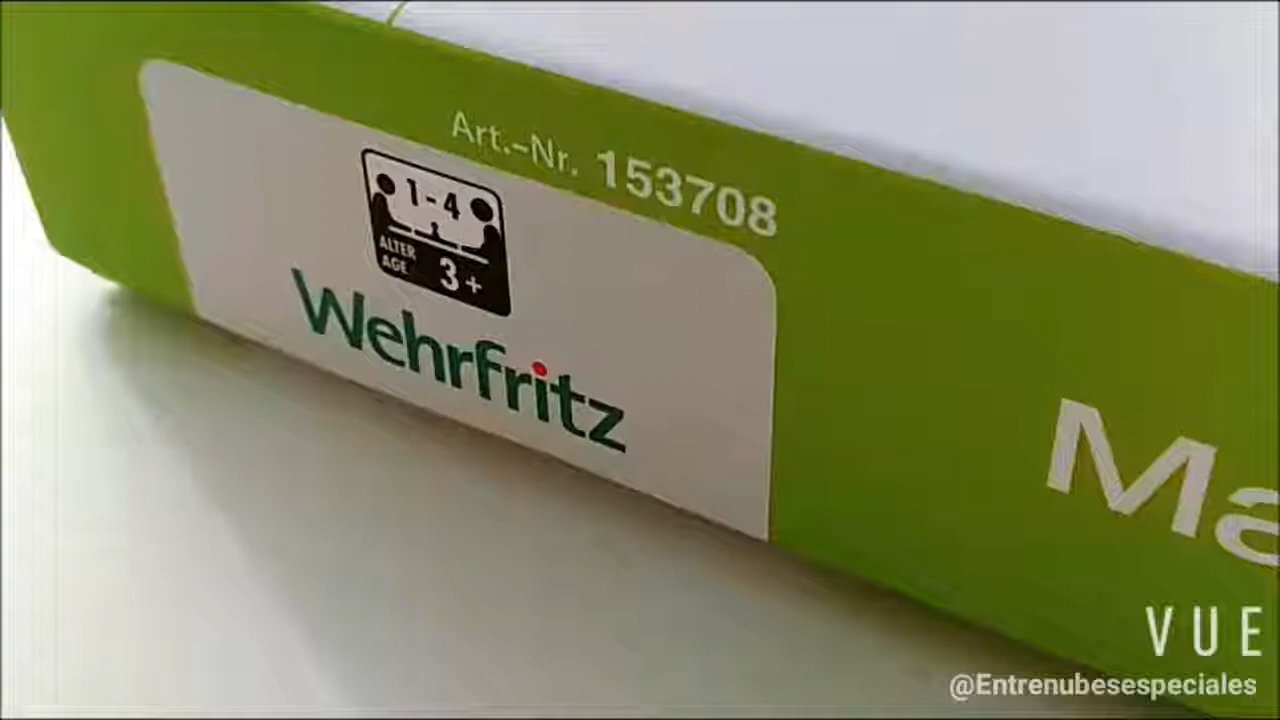 Art.-Nr. 153708
1-4
ALTER
AGE
3+
Wehrfritz
Ma
VUE
@Entrenubesespeciales